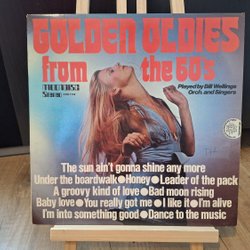 GOLDEN OLDIES
from the 60's
Played by Bill Wellings
Orch. and Singers
Stereo
The sun ain't gonna shine any more
Under the boardwalk●Honey●Leader of the pack
A groovy kind of love●Bad moon rising
Baby love●You really got me●I like it●I'm alive
I'm into something good●Dance to the music